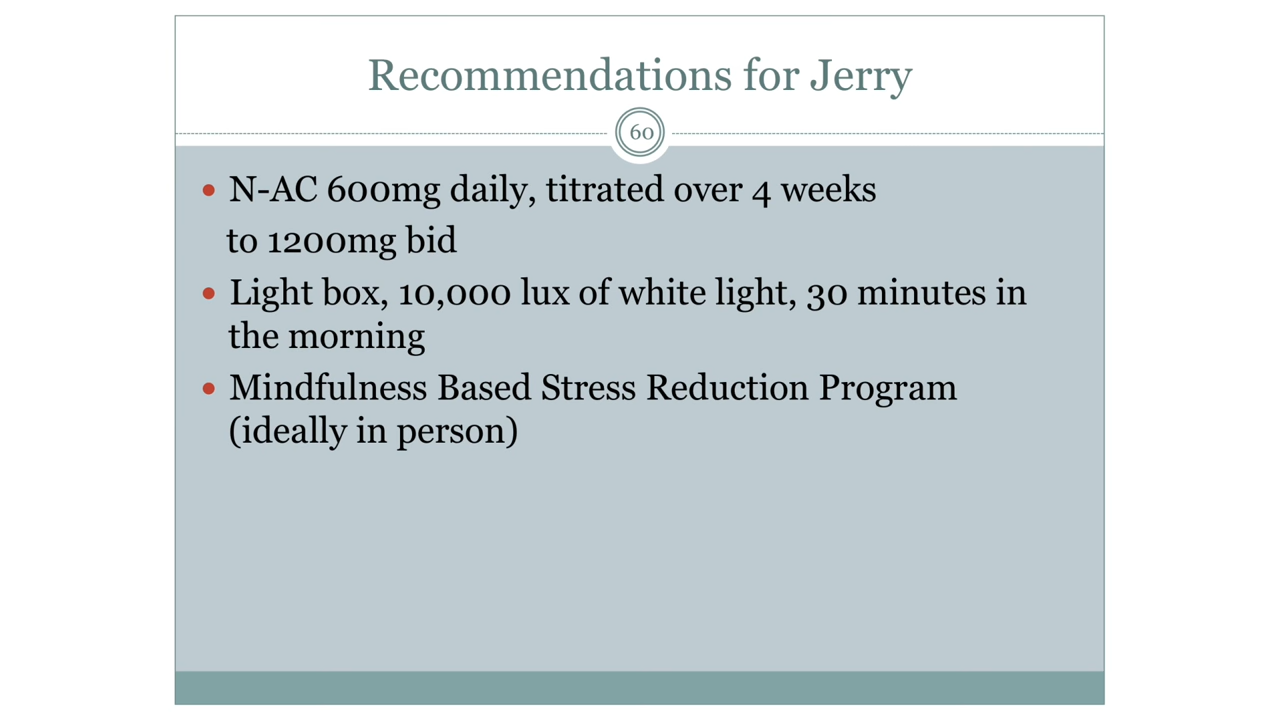 Recommendations for Jerry
60
• N-AC 600mg daily, titrated over 4 weeks
to 1200mg bid
• Light box, 10,000 lux of white light, 30 minutes in
the morning
• Mindfulness Based Stress Reduction Program
(ideally in person)